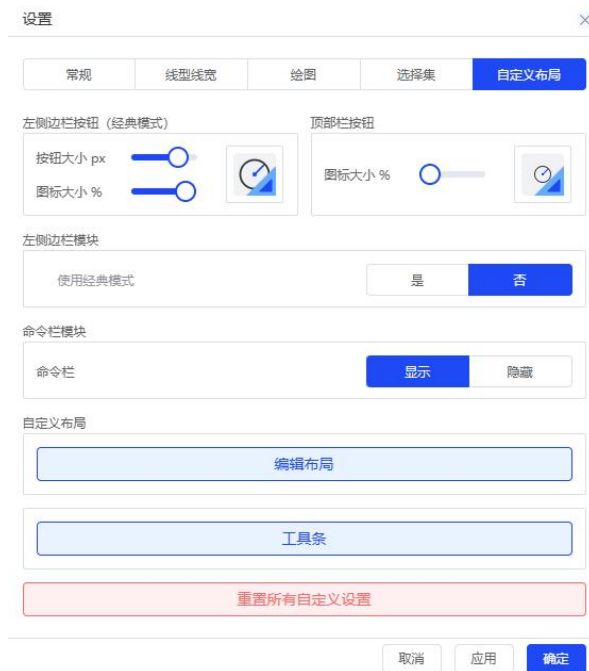 设置
常规 线型线宽 绘图 选择集 自定义布局
左侧边栏按钮（经典模式） 顶部栏按钮
按钮大小 px
图标大小 %
图标大小 %
左侧边栏模块
使用经典模式 是 否
命令栏模块
命令栏 显示 隐藏
自定义布局
编辑布局
工具条
重置所有自定义设置
取消 应用 确定